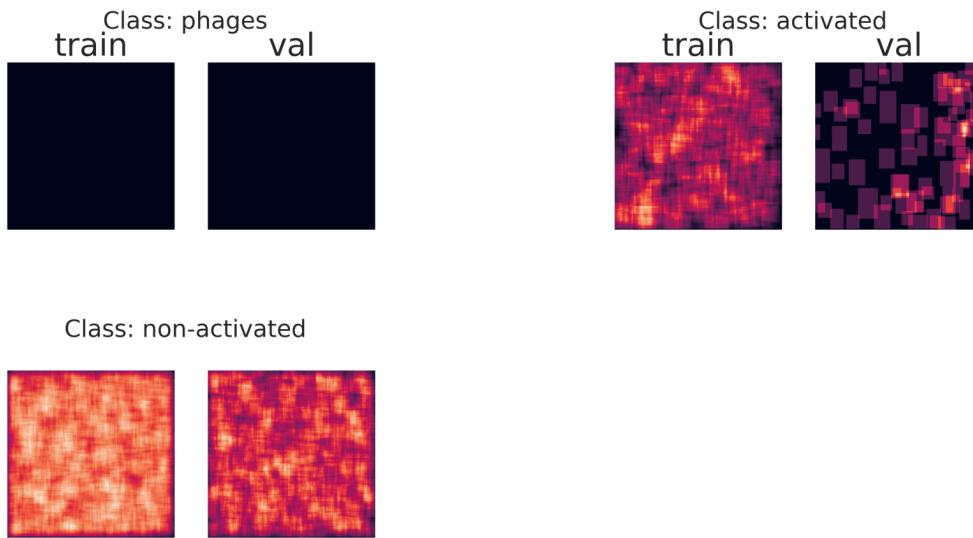 Class: phages
train val
Class: activated
train val
Class: non-activated